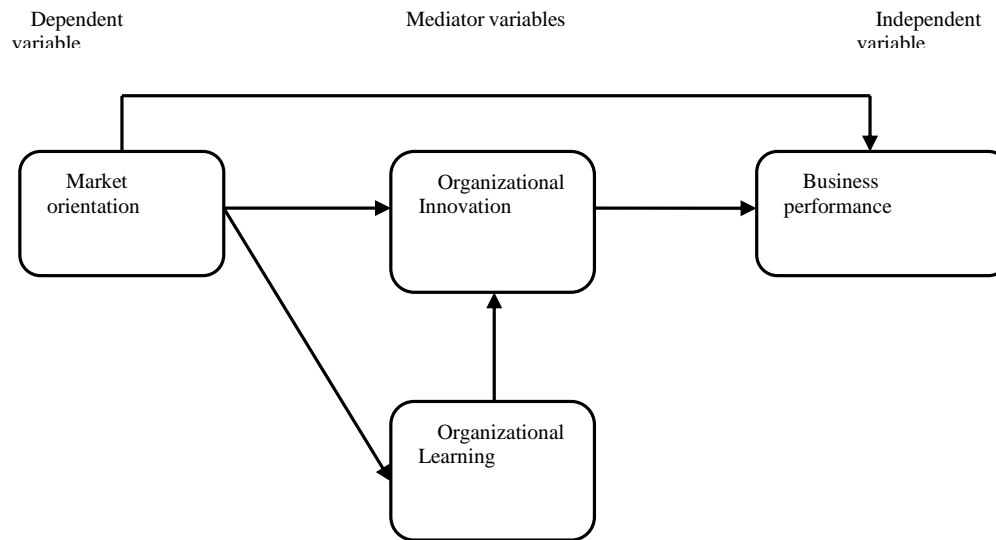 Dependent
variable
Mediator variables
Independent
variable
Market
orientation
Organizational
Innovation
Business
performance
Organizational
Learning